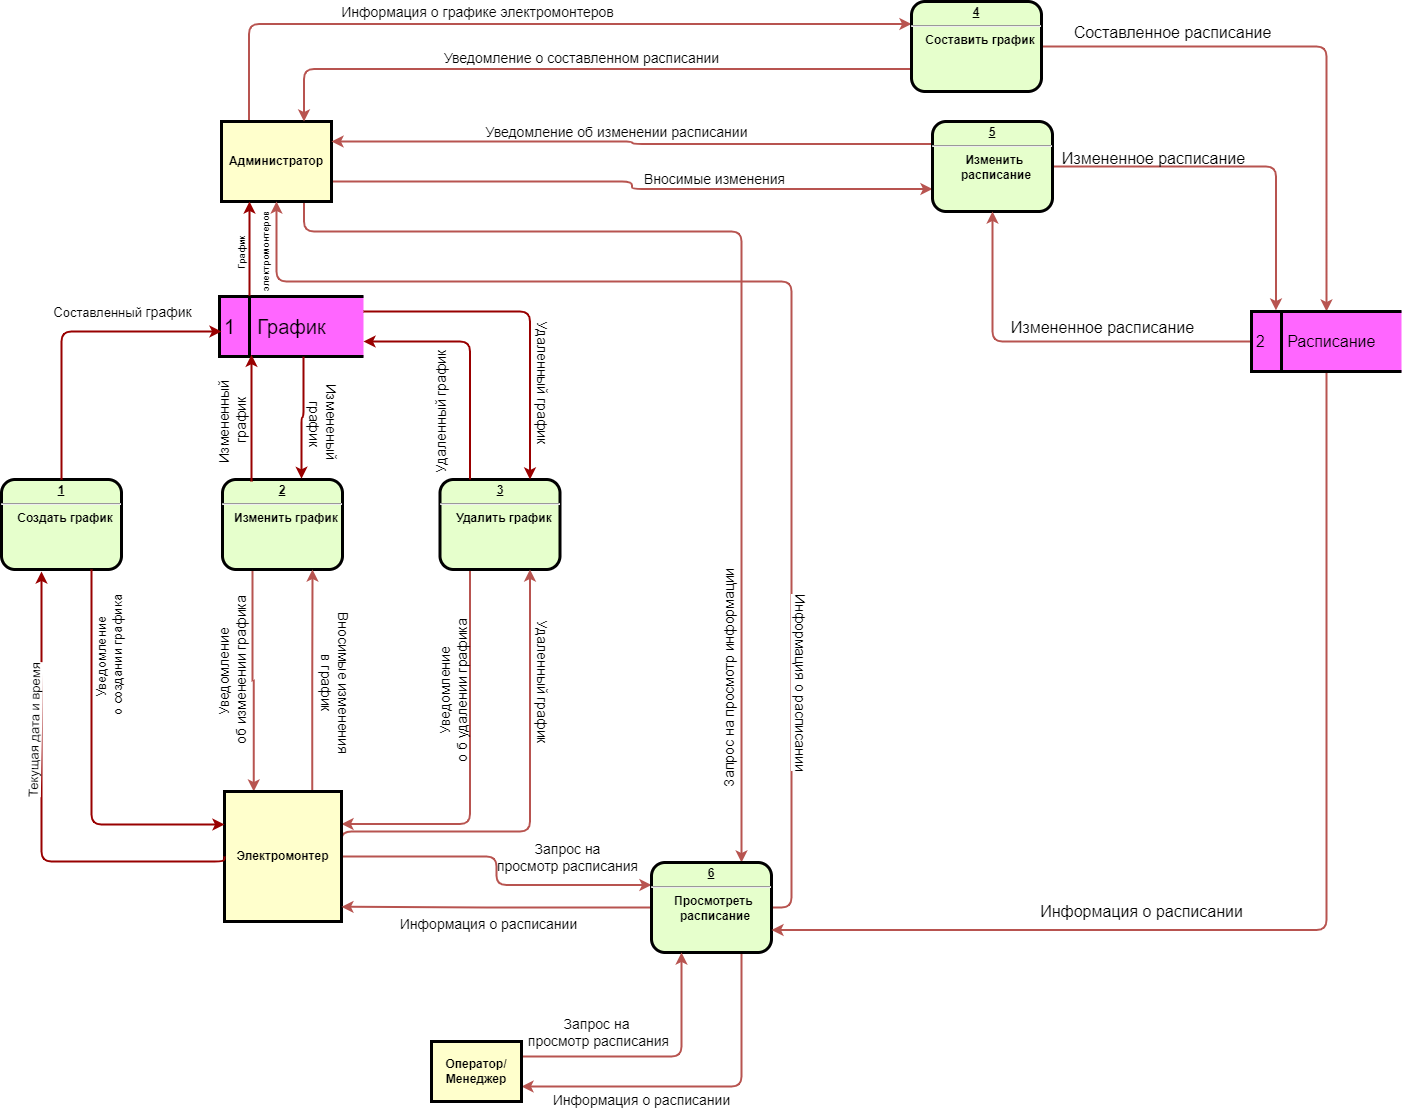 Информация о графике электромонтеров
4
Составить график
Составленное расписание
Уведомление о составленном расписании
Администратор
Уведомление об изменении расписании
Вносимые изменения
5
Изменить
расписание
Измененное расписание
График
электромонтеров
Составленный график
1
График
Удаленный график
Удаленный график
Измененное расписание
2
Расписание
Измененный
график
Измененый
график
1
Создать график
2
Изменить график
3
Удалить график
Текущая дата и время
Уведомление
о создании графика
Уведомление
об изменении графика
Вносимые изменения
в график
Уведомление
о б удалении графика
Удаленный график
Запрос на просмотр информации
Информация о расписании
Электромонтер
Запрос на
просмотр расписания
Информация о расписании
6
Просмотреть
расписание
Информация о расписании
Запрос на
просмотр расписания
Оператор/
Менеджер
Информация о расписании